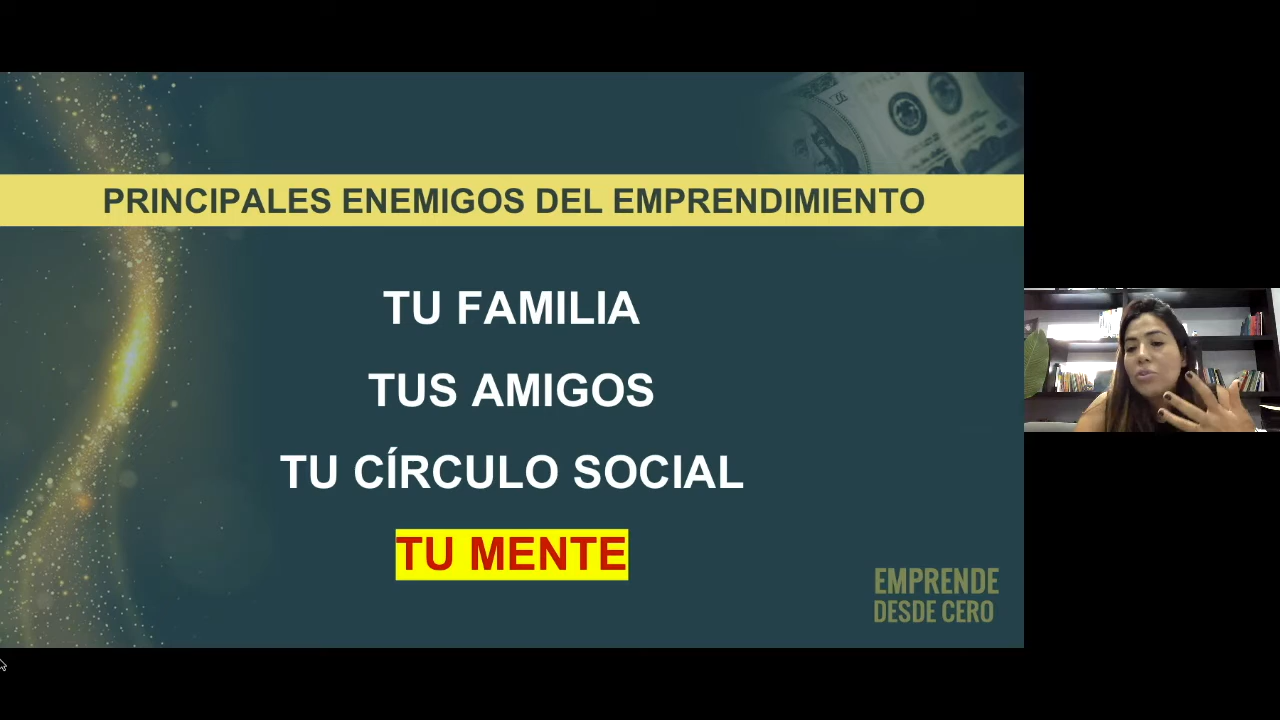 PRINCIPALES ENEMIGOS DEL EMPRENDIMIENTO
TU FAMILIA
TUS AMIGOS
TU CÍRCULO SOCIAL
TU MENTE
EMPRENDE
DESDE CERO